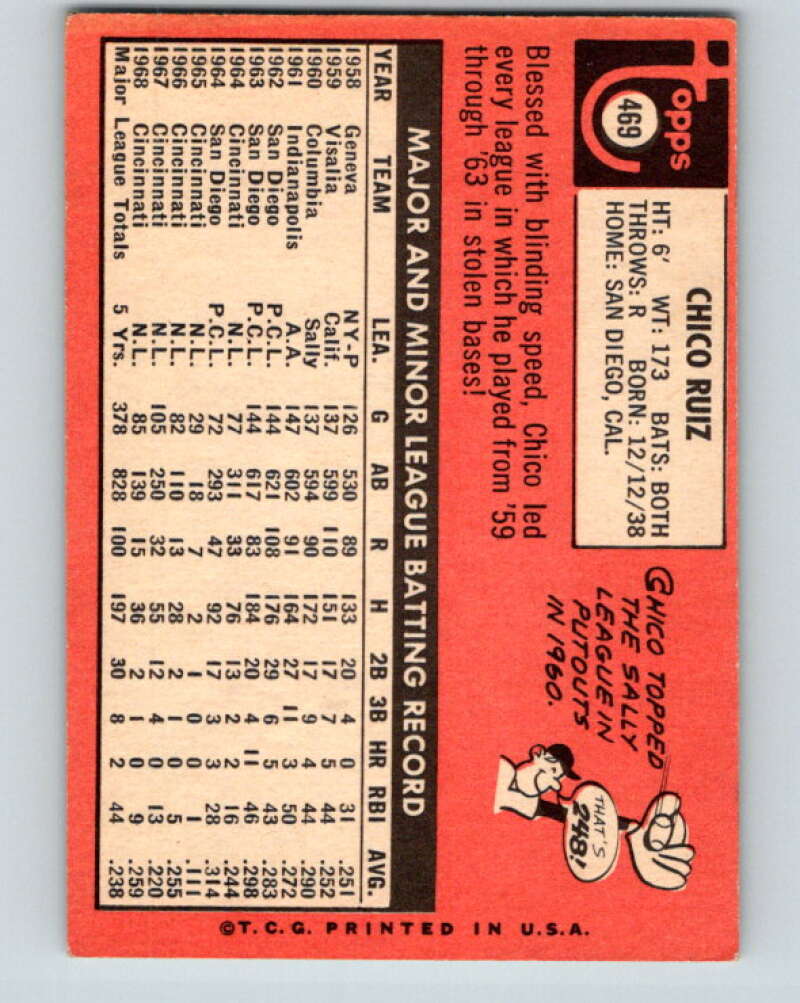 Topps
469
CHICO RUIZ
HT: 6' WT: 173 BATS: BOTH
THROWS: R BORN: 12/12/38
HOME: SAN DIEGO, CAL.
Blessed with blinding speed, Chico led
every league in which he played from '59
through '63 in stolen bases!
CHICO TOPPED
THE SALLY
LEAGUE IN
PUTOUTS
IN 1960.
THAT'S
248!
MAJOR AND MINOR LEAGUE BATTING RECORD
YEAR TEAM LEA. G AB R H 2B 3B HR RBI AVG.
1958 Geneva NY-P 126 530 89 133 20 4 0 31 .251
1959 Visalia Calif. 137 599 110 151 17 7 5 44 .252
1960 Columbia Sally 137 594 90 172 17 9 4 44 .290
1961 Indianapolis A.A. 147 602 91 164 27 11 3 50 .272
1962 San Diego P.C.L. 144 621 108 176 29 6 5 43 .283
1963 San Diego P.C.L. 144 617 83 184 20 4 11 46 .298
1964 Cincinnati N.L. 77 311 33 76 13 2 2 16 .244
1964 San Diego P.C.L. 72 293 47 92 17 3 3 28 .314
1965 Cincinnati N.L. 29 18 7 2 1 0 0 1 .111
1966 Cincinnati N.L. 82 110 13 28 2 1 0 5 .255
1967 Cincinnati N.L. 105 250 32 55 12 4 0 13 .220
1968 Cincinnati N.L. 85 139 15 36 2 1 0 9 .259
Major League Totals 5 Yrs. 378 828 100 197 30 8 2 44 .238
©T.C.G. PRINTED IN U.S.A.